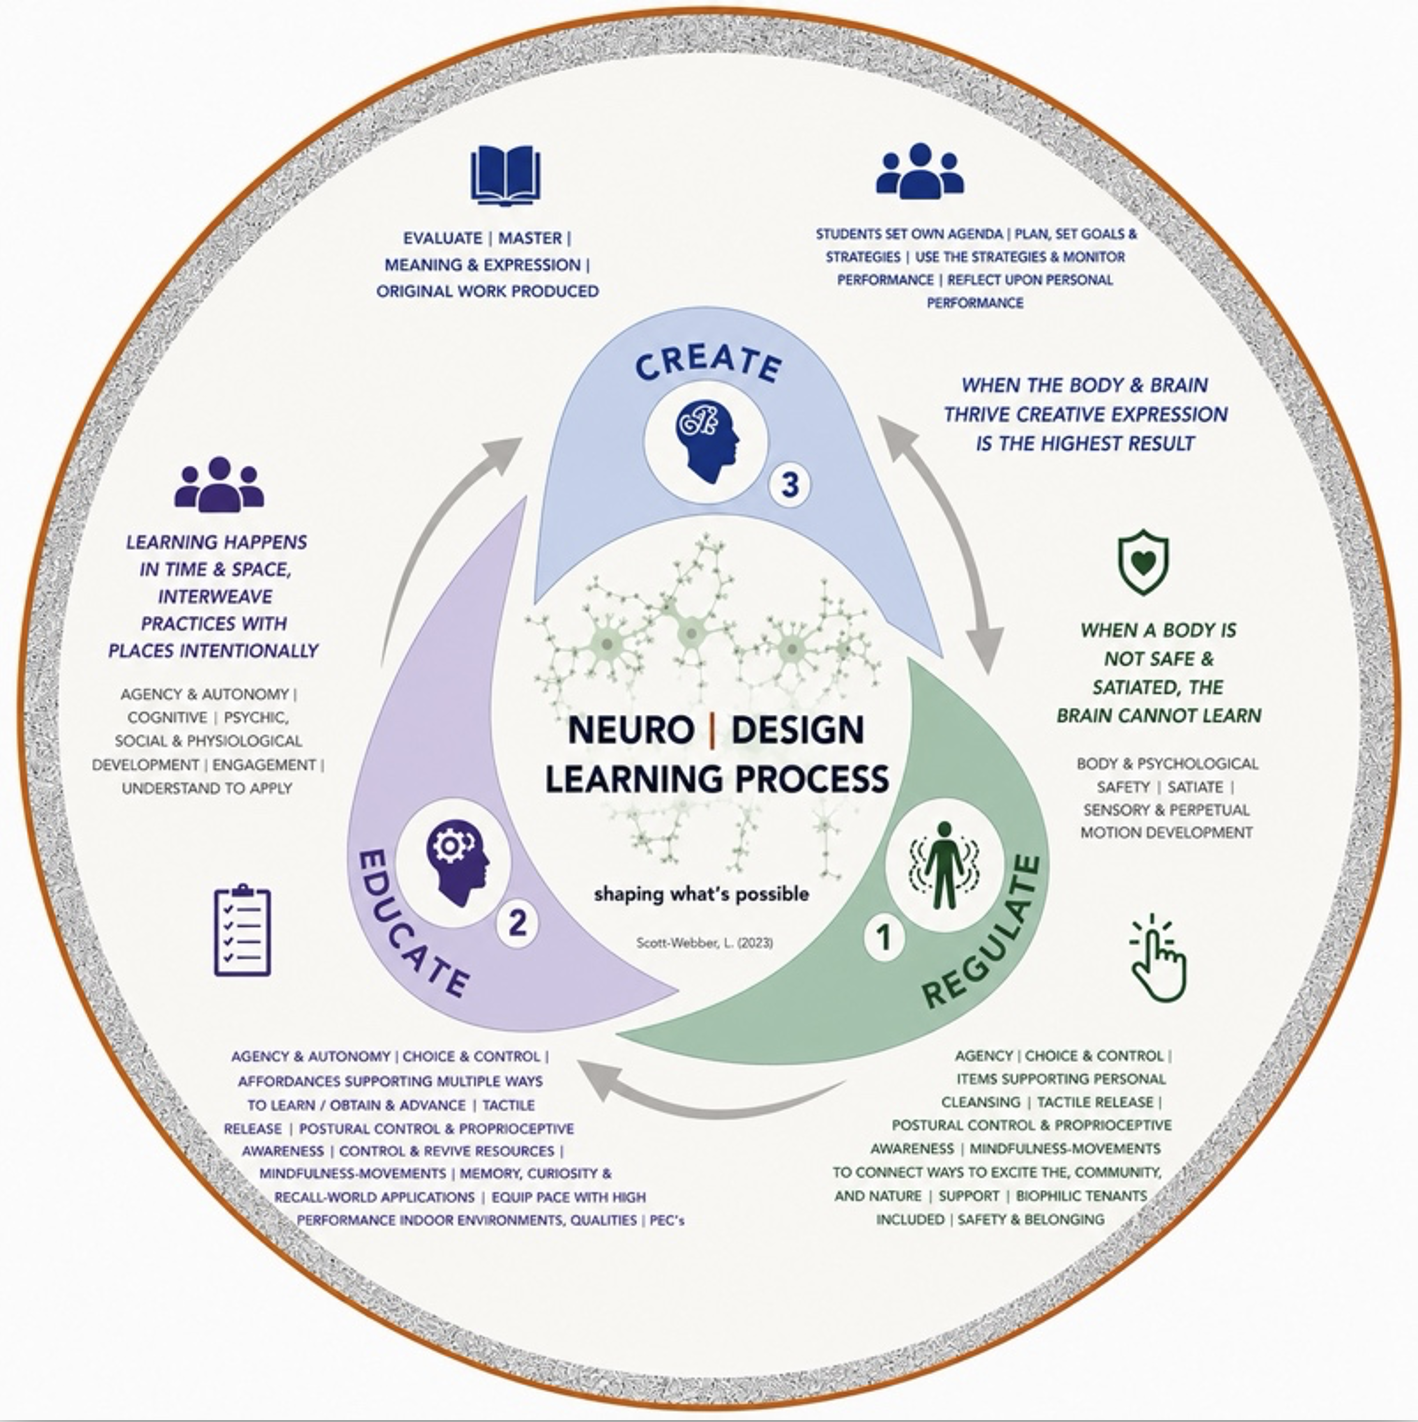 EVALUATE | MASTER |
MEANING & EXPRESSION |
ORIGINAL WORK PRODUCED
STUDENTS SET OWN AGENDA | PLAN, SET GOALS &
STRATEGIES | USE THE STRATEGIES & MONITOR
PERFORMANCE | REFLECT UPON PERSONAL
PERFORMANCE
CREATE
3
WHEN THE BODY & BRAIN
THRIVE CREATIVE EXPRESSION
IS THE HIGHEST RESULT
LEARNING HAPPENS
IN TIME & SPACE,
INTERWEAVE
PRACTICES WITH
PLACES INTENTIONALLY
AGENCY & AUTONOMY |
COGNITIVE | PSYCHIC,
SOCIAL & PHYSIOLOGICAL
DEVELOPMENT | ENGAGEMENT |
UNDERSTAND TO APPLY
WHEN A BODY IS
NOT SAFE &
SATIATED, THE
BRAIN CANNOT LEARN
BODY & PSYCHOLOGICAL
SAFETY | SATIATE |
SENSORY & PERPETUAL
MOTION DEVELOPMENT
NEURO | DESIGN
LEARNING PROCESS
shaping what's possible
Scott-Webber, L. (2023)
EDUCATE
2
1
REGULATE
AGENCY & AUTONOMY | CHOICE & CONTROL |
AFFORDANCES SUPPORTING MULTIPLE WAYS
TO LEARN / OBTAIN & ADVANCE | TACTILE
RELEASE | POSTURAL CONTROL & PROPRIOCEPTIVE
AWARENESS | CONTROL & REVIVE RESOURCES |
MINDFULNESS-MOVEMENTS | MEMORY, CURIOSITY &
RECALL-WORLD APPLICATIONS | EQUIP PACE WITH HIGH
PERFORMANCE INDOOR ENVIRONMENTS, QUALITIES | PEC's
AGENCY | CHOICE & CONTROL |
ITEMS SUPPORTING PERSONAL
CLEANSING | TACTILE RELEASE |
POSTURAL CONTROL & PROPRIOCEPTIVE
AWARENESS | MINDFULNESS-MOVEMENTS
TO CONNECT WAYS TO EXCITE THE, COMMUNITY,
AND NATURE | SUPPORT | BIOPHILIC TENANTS
INCLUDED | SAFETY & BELONGING